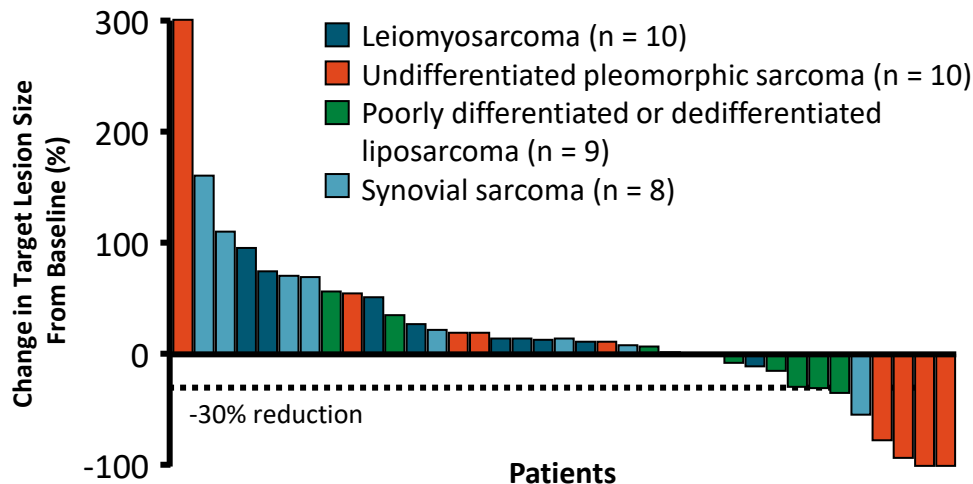 Change in Target Lesion Size
From Baseline (%)
300
200
100
0
-100
Leiomyosarcoma (n = 10)
Undifferentiated pleomorphic sarcoma (n = 10)
Poorly differentiated or dedifferentiated
liposarcoma (n = 9)
Synovial sarcoma (n = 8)
-30% reduction
Patients